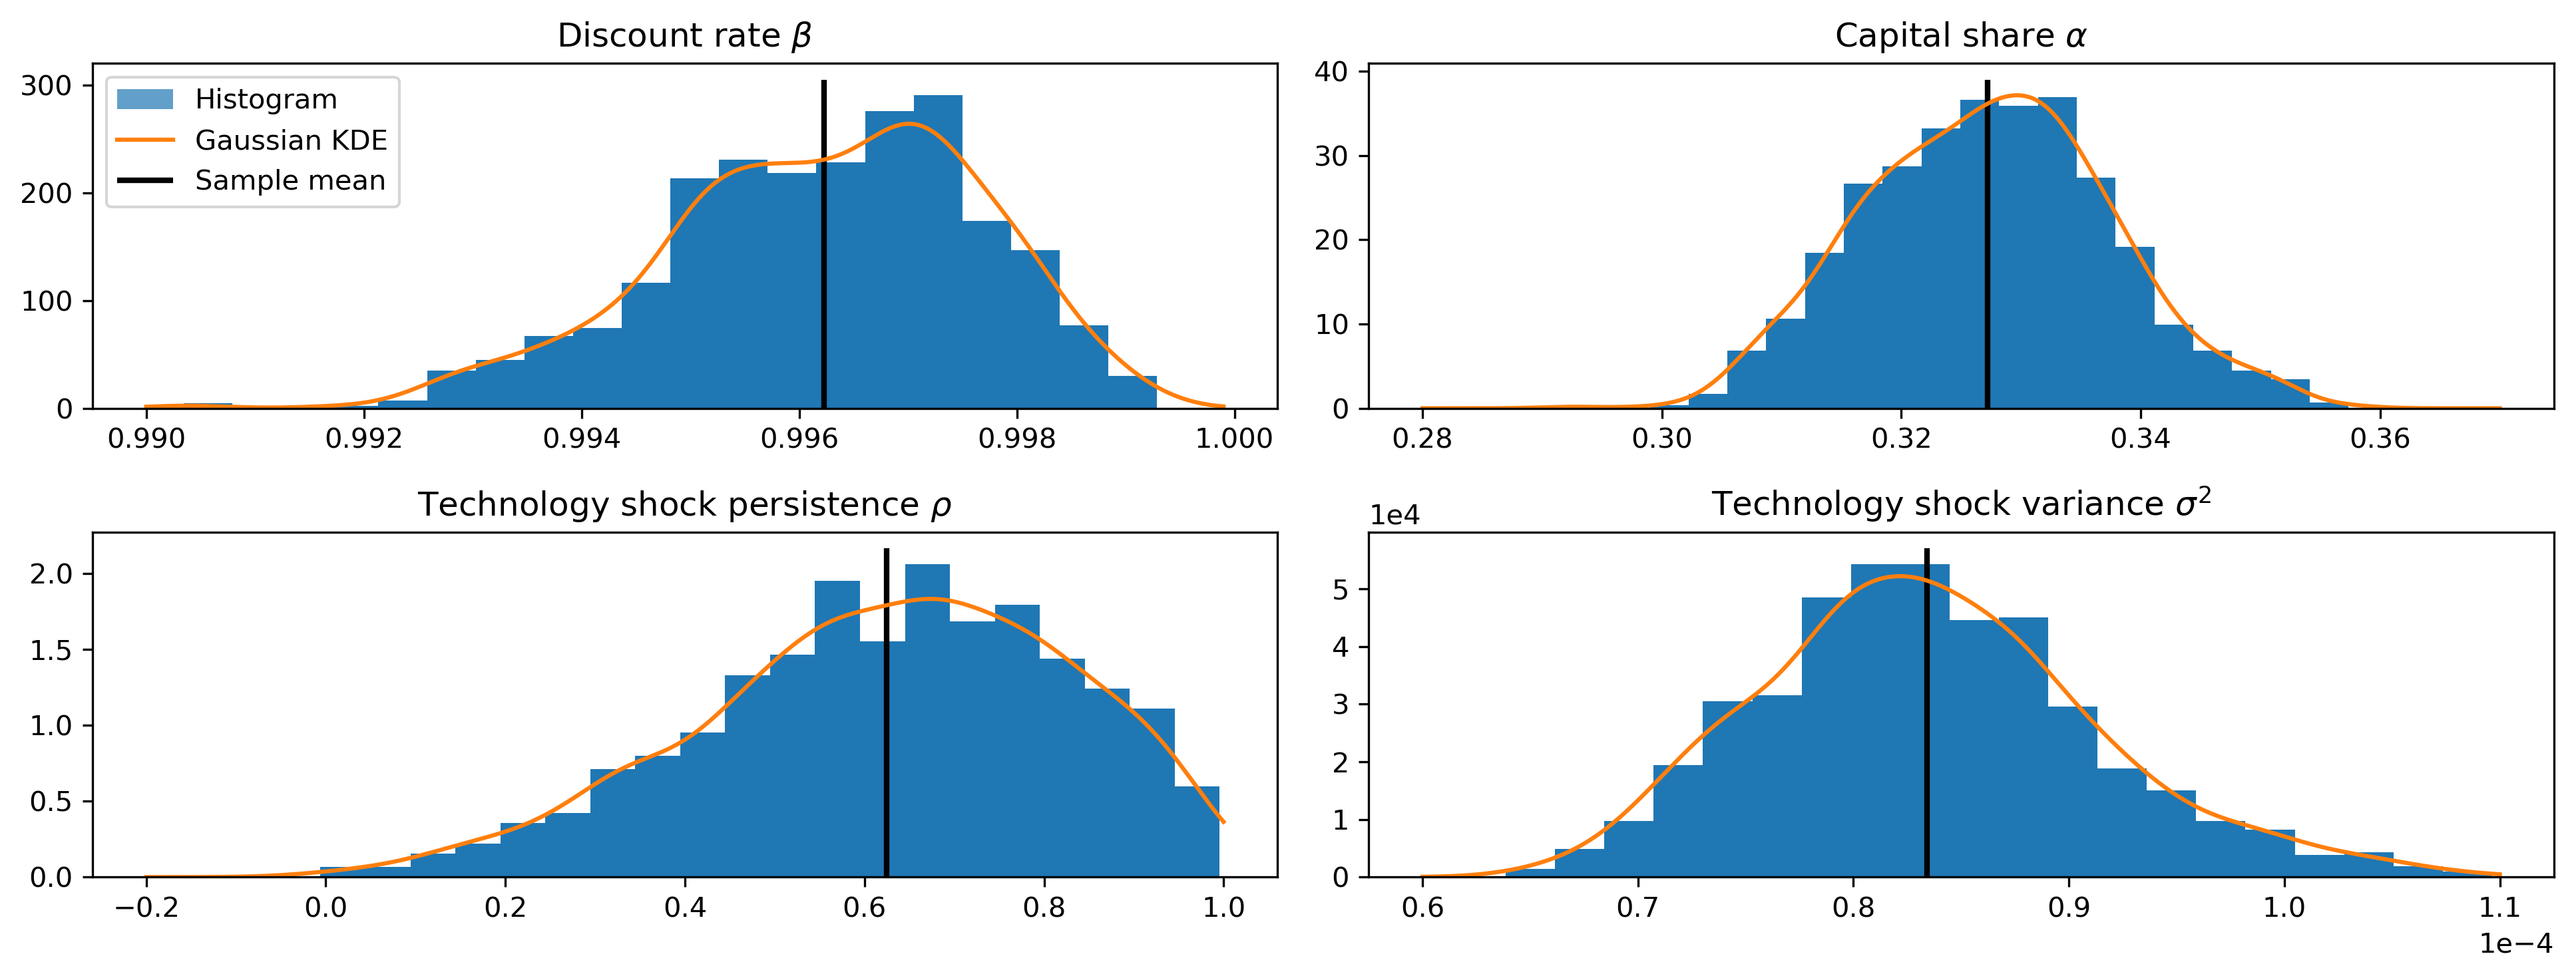 Discount rate β
300
200
100
0
Histogram
Gaussian KDE
Sample mean
0.990 0.992 0.994 0.996 0.998 1.000
Capital share α
40
30
20
10
0
0.28 0.30 0.32 0.34 0.36
Technology shock persistence ρ
2.0
1.5
1.0
0.5
0.0
−0.2 0.0 0.2 0.4 0.6 0.8 1.0
Technology shock variance σ²
1e4
5
4
3
2
1
0
0.6 0.7 0.8 0.9 1.0 1.1
1e−4